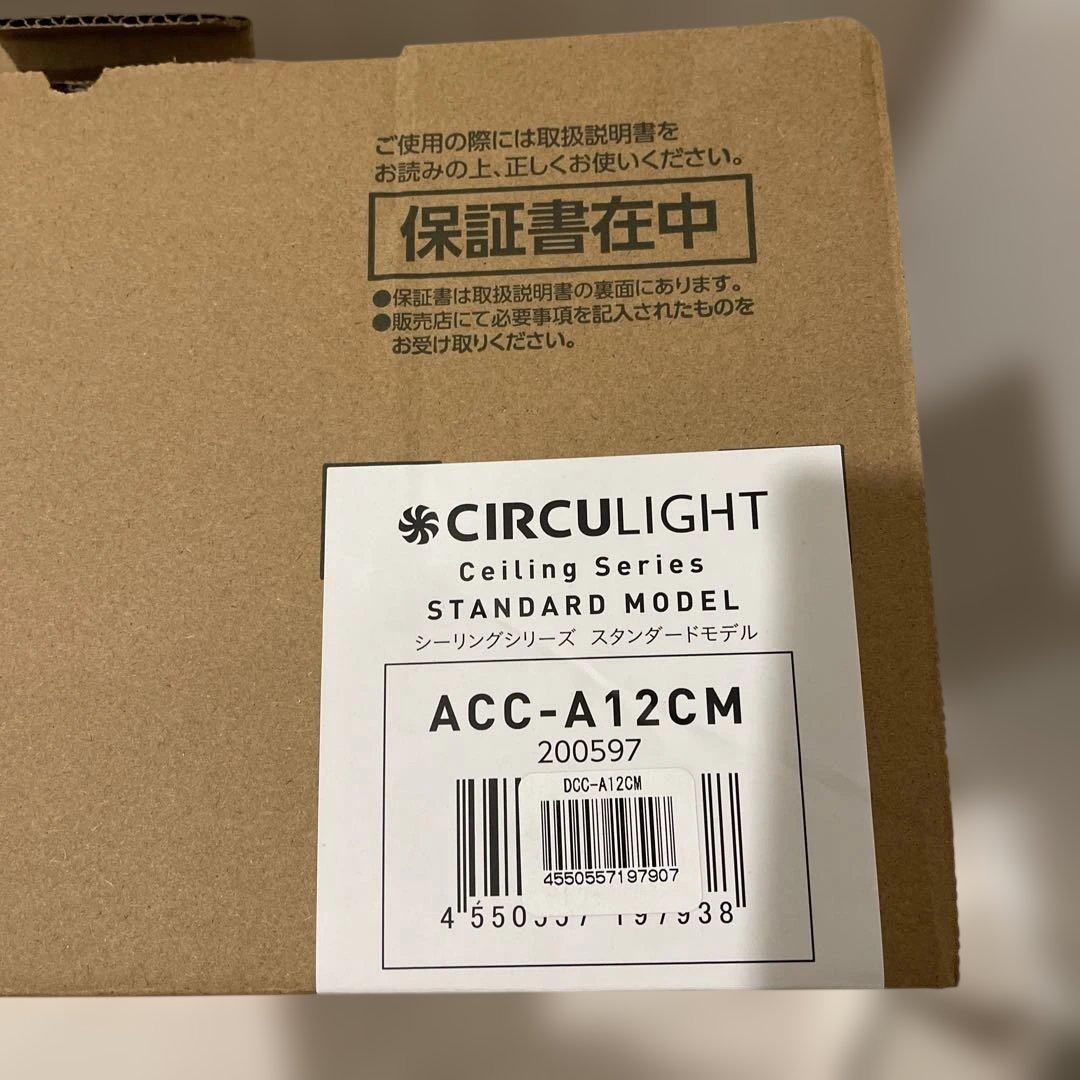 ご使用の際には取扱説明書を
お読みの上、正しくお使いください。
保証書在中
●保証書は取扱説明書の裏面にあります。
●販売店にて必要事項を記入されたものを
お受け取りください。
CIRCULIGHT
Ceiling Series
STANDARD MODEL
シーリングシリーズ スタンダードモデル
ACC-A12CM
200597
DCC-A12CM
4550557197907
4 550557 197938